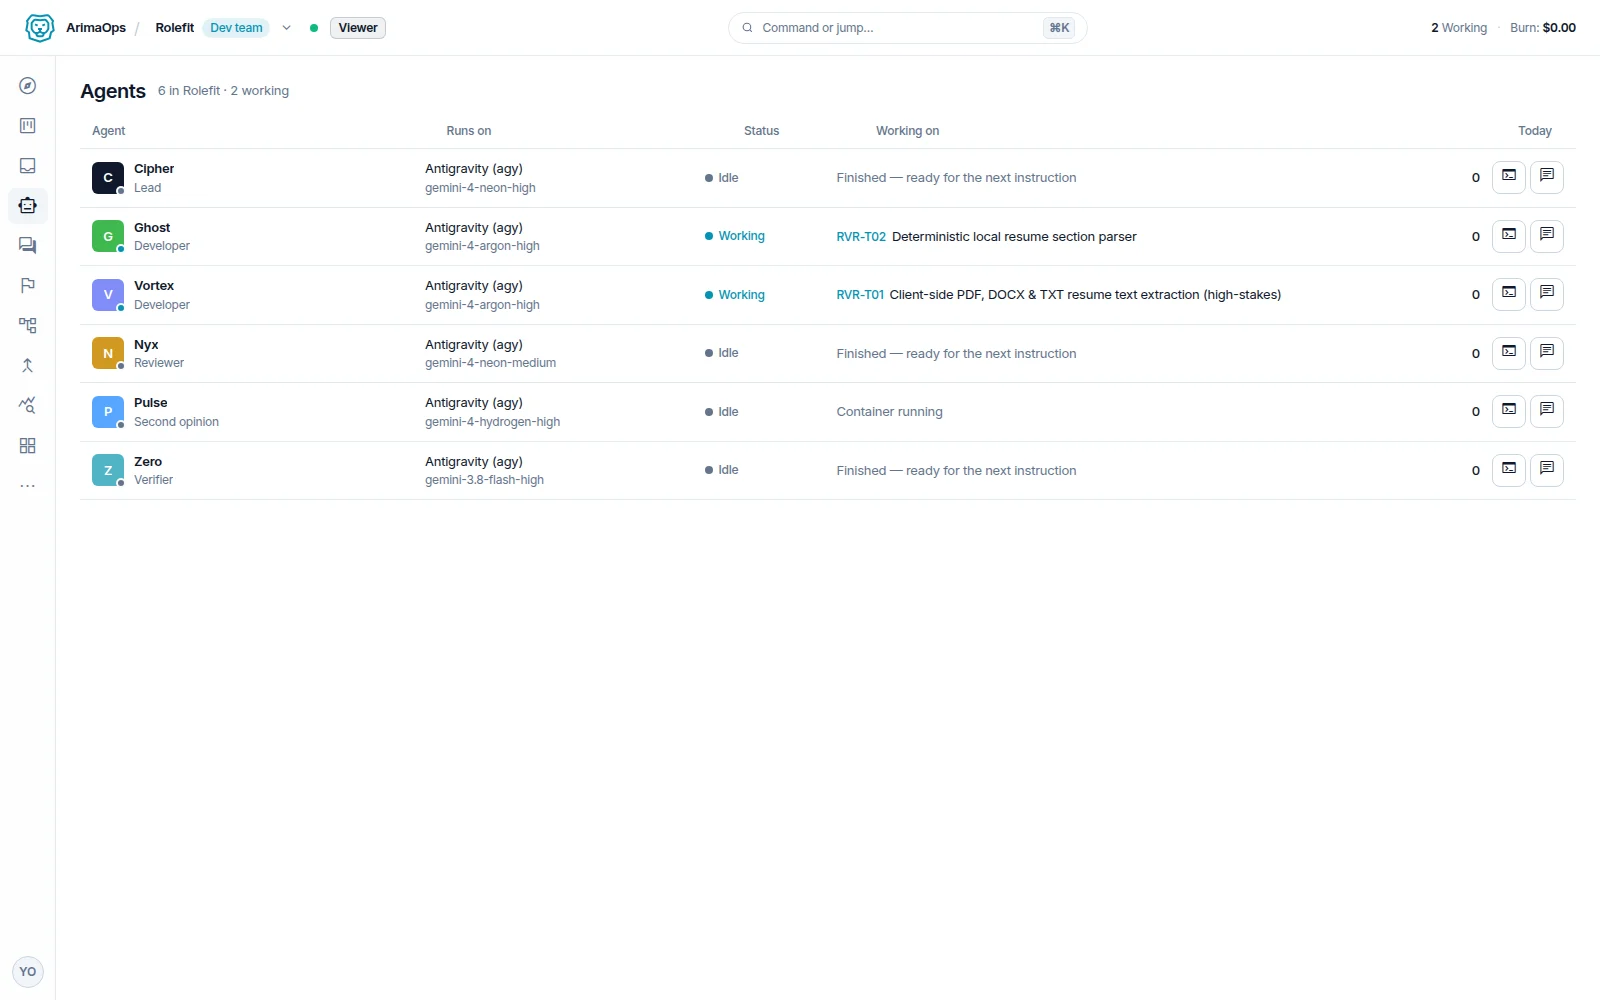 ArimaOps / Rolefit Dev team Viewer Command or jump... ⌘K 2 Working · Burn: $0.00
Agents 6 in Rolefit · 2 working
Agent Runs on Status Working on Today
C Cipher Antigravity (agy) Idle Finished — ready for the next instruction 0
Lead gemini-4-neon-high
G Ghost Antigravity (agy) Working RVR-T02 Deterministic local resume section parser 0
Developer gemini-4-argon-high
V Vortex Antigravity (agy) Working RVR-T01 Client-side PDF, DOCX & TXT resume text extraction (high-stakes) 0
Developer gemini-4-argon-high
N Nyx Antigravity (agy) Idle Finished — ready for the next instruction 0
Reviewer gemini-4-neon-medium
P Pulse Antigravity (agy) Idle Container running 0
Second opinion gemini-4-hydrogen-high
Z Zero Antigravity (agy) Idle Finished — ready for the next instruction 0
Verifier gemini-3.8-flash-high
YO